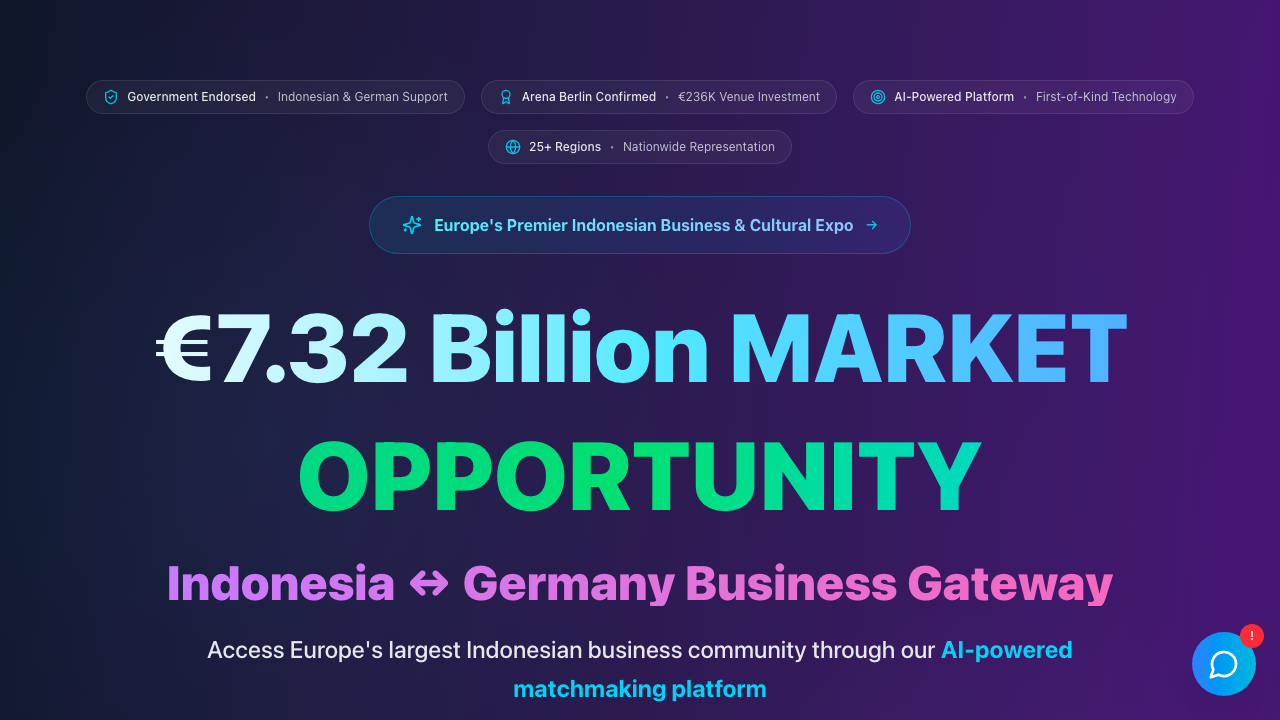 Government Endorsed • Indonesian & German Support
Arena Berlin Confirmed • €236K Venue Investment
AI-Powered Platform • First-of-Kind Technology
25+ Regions • Nationwide Representation
Europe's Premier Indonesian Business & Cultural Expo →
€7.32 Billion MARKET
OPPORTUNITY
Indonesia ↔ Germany Business Gateway
Access Europe's largest Indonesian business community through our AI-powered
matchmaking platform
!